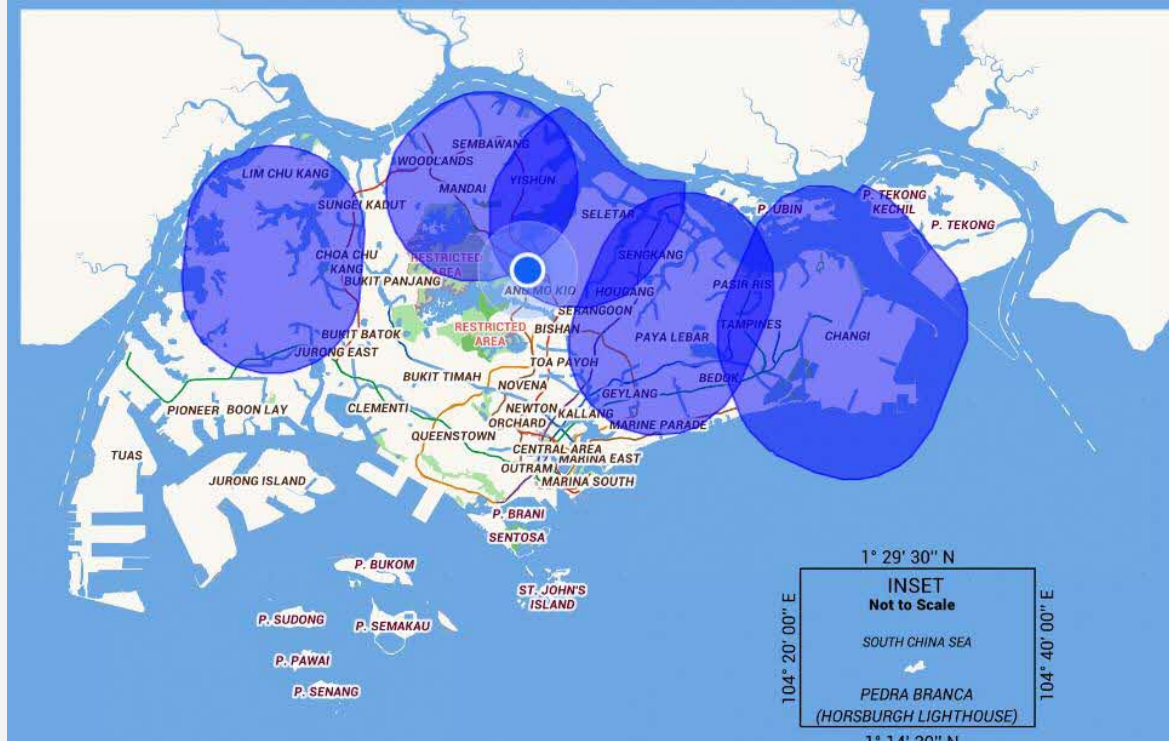 SEMBAWANG
WOODLANDS
LIM CHU KANG
YISHUN
MANDAI
P. TEKONG
KECHIL
SUNGEI KADUT
P. UBIN
SELETAR
P. TEKONG
CHOA CHU
KANG
RESTRICTED
AREA
SENGKANG
BUKIT PANJANG
PASIR RIS
ANG MO KIO
HOUGANG
SERANGOON
RESTRICTED
AREA
BISHAN
TAMPINES
BUKIT BATOK
PAYA LEBAR
CHANGI
JURONG EAST
TOA PAYOH
BUKIT TIMAH
BEDOK
NOVENA
GEYLANG
PIONEER
BOON LAY
CLEMENTI
NEWTON
KALLANG
ORCHARD
MARINE PARADE
QUEENSTOWN
CENTRAL AREA
TUAS
MARINA EAST
OUTRAM
JURONG ISLAND
MARINA SOUTH
P. BRANI
SENTOSA
P. BUKOM
ST. JOHN'S
ISLAND
P. SUDONG
P. SEMAKAU
P. PAWAI
P. SENANG
1° 29' 30" N
INSET
Not to Scale
104° 20' 00" E
SOUTH CHINA SEA
104° 40' 00" E
PEDRA BRANCA
(HORSBURGH LIGHTHOUSE)